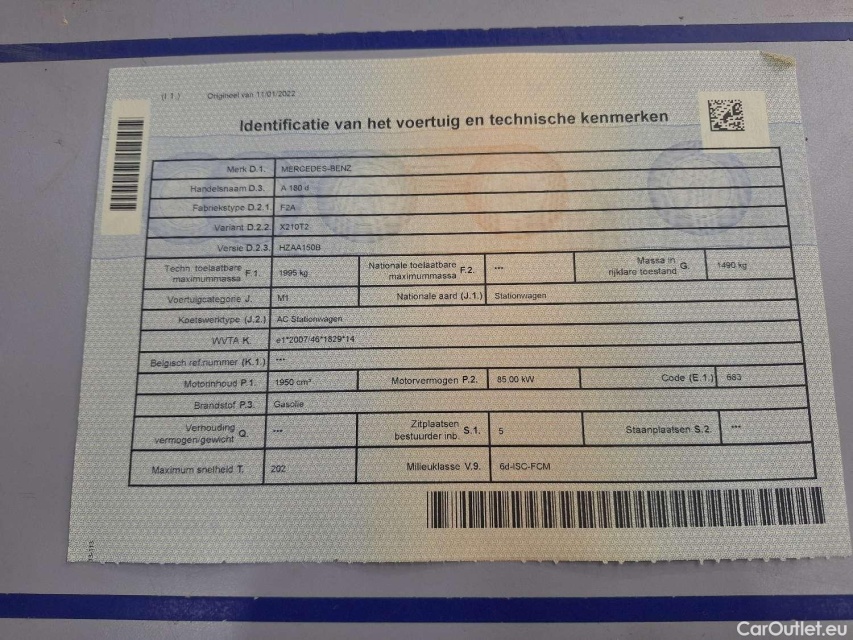 (I.1.) Origineel van 11/01/2022
Identificatie van het voertuig en technische kenmerken
Merk D.1. MERCEDES-BENZ
Handelsnaam D.3. A 180 d
Fabriekstype D.2.1. F2A
Variant D.2.2. X210T2
Versie D.2.3. HZAA150B
Techn. toelaatbare maximummassa F.1. 1995 kg Nationale toelaatbare maximummassa F.2. *** Massa in rijklare toestand G. 1490 kg
Voertuigcategorie J. M1 Nationale aard (J.1.) Stationwagen
Koetswerktype (J.2.) AC Stationwagen
WVTA K. e1*2007/46*1829*14
Belgisch ref.nummer (K.1.) ***
Motorinhoud P.1. 1950 cm³ Motorvermogen P.2. 85,00 kW Code (E.1.) 683
Brandstof P.3. Gasolie
Verhouding vermogen/gewicht Q. *** Zitplaatsen bestuurder inb. S.1. 5 Staanplaatsen S.2. ***
Maximum snelheid T. 202 Milieuklasse V.9. 6d-ISC-FCM
CarOutlet.eu